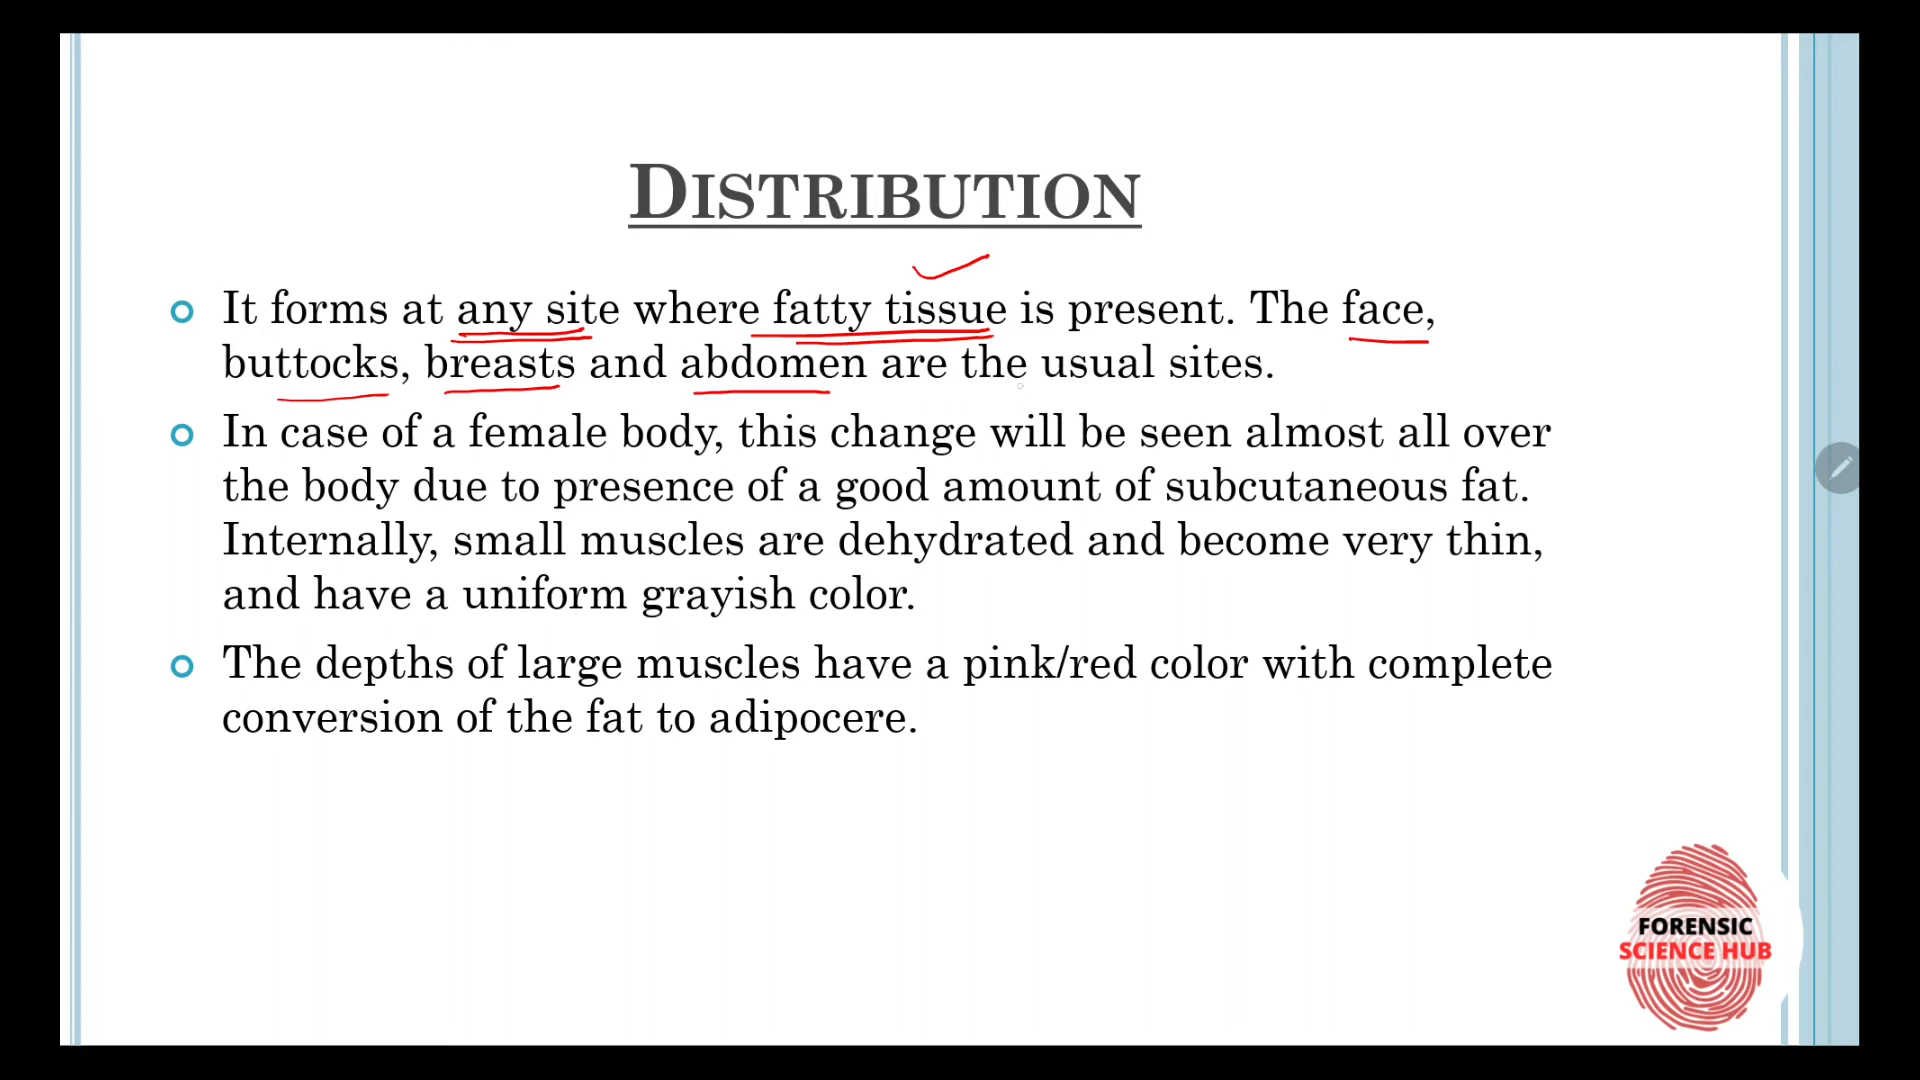 DISTRIBUTION
It forms at any site where fatty tissue is present. The face,
buttocks, breasts and abdomen are the usual sites.
In case of a female body, this change will be seen almost all over
the body due to presence of a good amount of subcutaneous fat.
Internally, small muscles are dehydrated and become very thin,
and have a uniform grayish color.
The depths of large muscles have a pink/red color with complete
conversion of the fat to adipocere.
FORENSIC
SCIENCE HUB